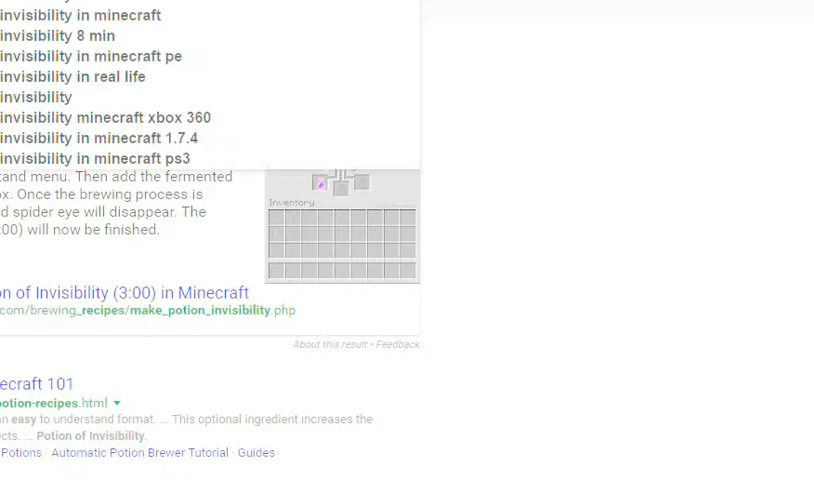 invisibility in minecraft
invisibility 8 min
invisibility in minecraft pe
invisibility in real life
invisibility
invisibility minecraft xbox 360
invisibility in minecraft 1.7.4
invisibility in minecraft ps3
tand menu. Then add the fermented
ox. Once the brewing process is
d spider eye will disappear. The
:00) will now be finished.
Inventory
on of Invisibility (3:00) in Minecraft
com/brewing_recipes/make_potion_invisibility.php
About this result • Feedback
ecraft 101
potion-recipes.html
an easy to understand format. ... This optional ingredient increases the
cts. ... Potion of Invisibility.
Potions · Automatic Potion Brewer Tutorial · Guides